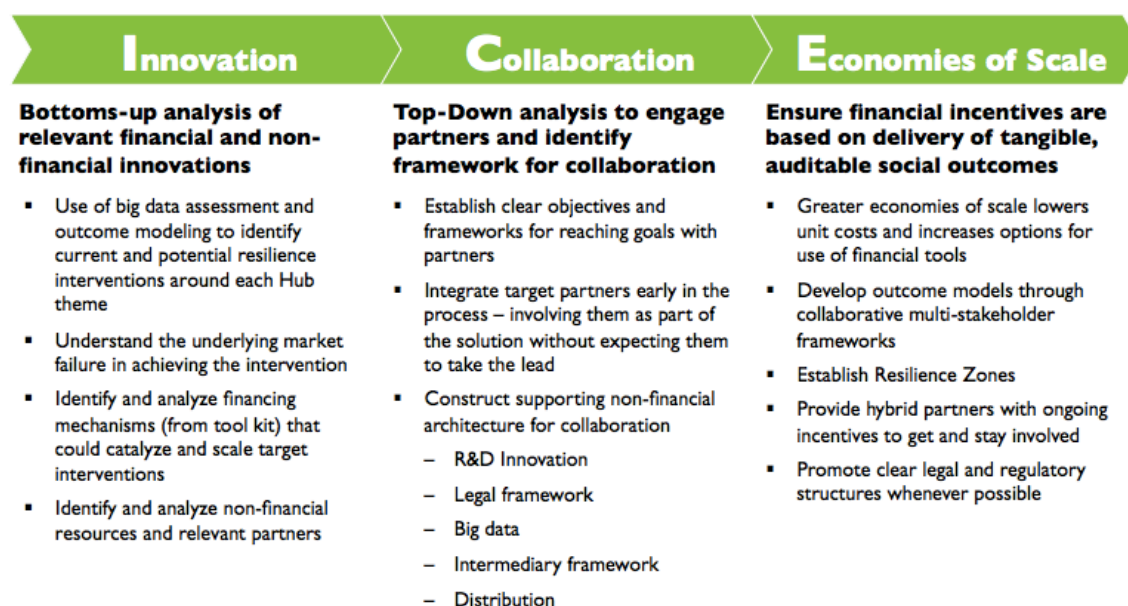 Innovation
Collaboration
Economies of Scale
Bottoms-up analysis of
relevant financial and non-
financial innovations
▪ Use of big data assessment and
outcome modeling to identify
current and potential resilience
interventions around each Hub
theme
▪ Understand the underlying market
failure in achieving the intervention
▪ Identify and analyze financing
mechanisms (from tool kit) that
could catalyze and scale target
interventions
▪ Identify and analyze non-financial
resources and relevant partners
Top-Down analysis to engage
partners and identify
framework for collaboration
▪ Establish clear objectives and
frameworks for reaching goals with
partners
▪ Integrate target partners early in the
process – involving them as part of
the solution without expecting them
to take the lead
▪ Construct supporting non-financial
architecture for collaboration
– R&D Innovation
– Legal framework
– Big data
– Intermediary framework
– Distribution
Ensure financial incentives are
based on delivery of tangible,
auditable social outcomes
▪ Greater economies of scale lowers
unit costs and increases options for
use of financial tools
▪ Develop outcome models through
collaborative multi-stakeholder
frameworks
▪ Establish Resilience Zones
▪ Provide hybrid partners with ongoing
incentives to get and stay involved
▪ Promote clear legal and regulatory
structures whenever possible